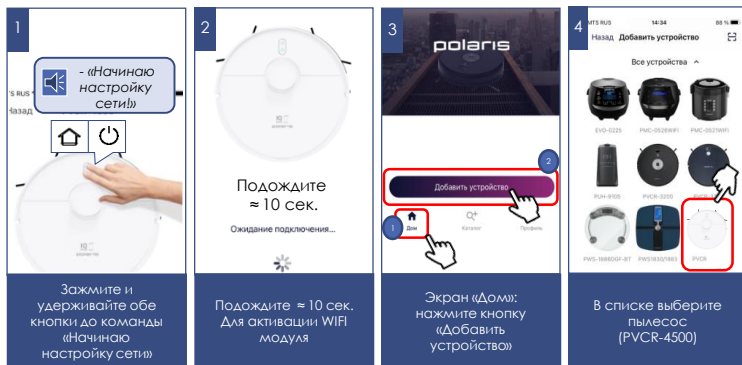 1
- «Начинаю
настройку
сети!»
Зажмите и
удерживайте обе
кнопки до команды
«Начинаю
настройку сети»
2
Подождите
≈ 10 сек.
Ожидание подключения...
Подождите ≈ 10 сек.
Для активации WIFI
модуля
3
polaris
2
Добавить устройство
1
Дом
Каталог
Профиль
Экран «Дом»:
нажмите кнопку
«Добавить
устройство»
4
MTS RUS 14:34 88 %
Назад Добавить устройство
Все устройства
EVO-0225 PMC-0526WIFI PMC-0521WIFI
PUH-9105 PVCR-3200
PWS-1888DGF-BT PWS1830/1883 PVCR
В списке выберите
пылесос
(PVCR-4500)